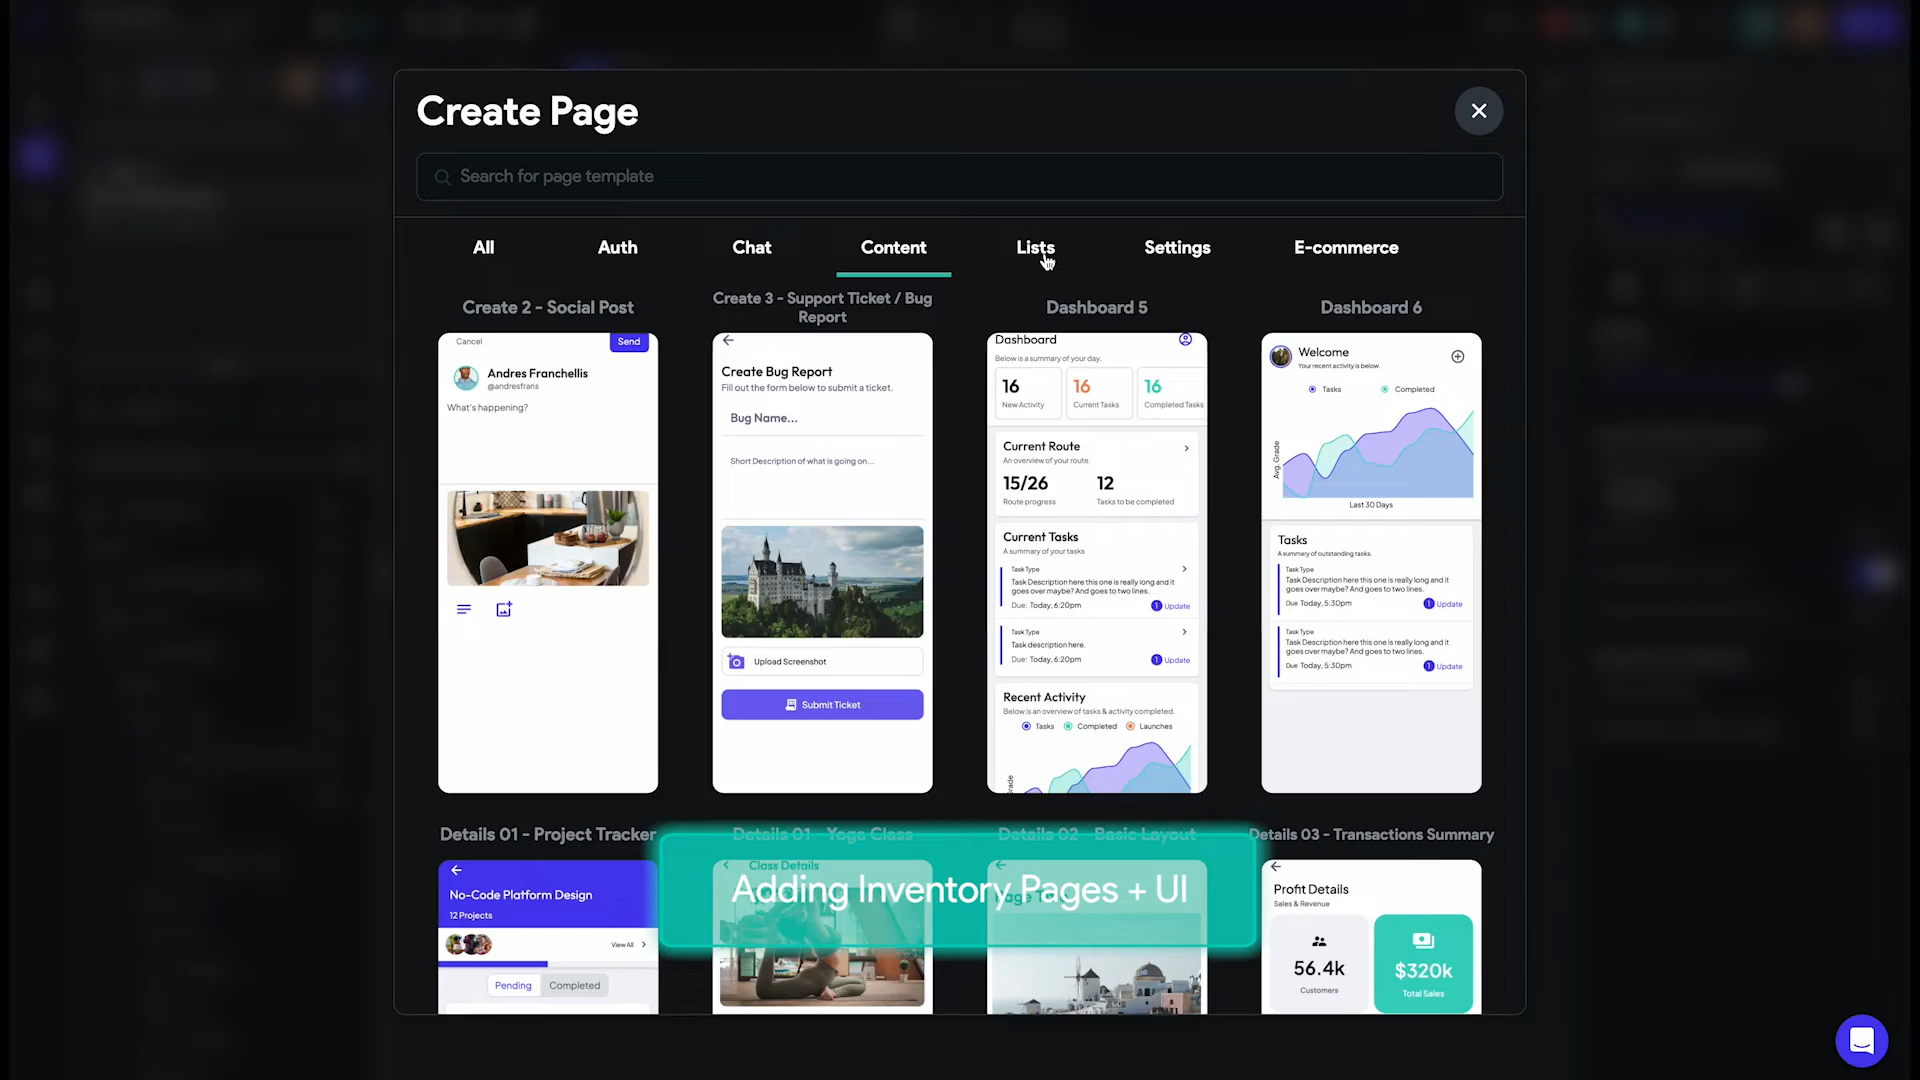 Create Page
Search for page template
All
Auth
Chat
Content
Lists
Settings
E-commerce
Create 2 - Social Post
Create 3 - Support Ticket / Bug
Report
Dashboard 5
Dashboard 6
Cancel
Send
Andres Franchellis
@andresfrans
What's happening?
Create Bug Report
Fill out the form below to submit a ticket.
Bug Name...
Short Description of what is going on...
Upload Screenshot
Submit Ticket
Dashboard
Below is a summary of your day.
16
New Activity
16
Current Tasks
16
Completed Tasks
Current Route
An overview of your route.
15/26
Route progress
12
Tasks to be completed
Current Tasks
A summary of your tasks
Task Type
Task Description here this one is really long and it
goes over maybe? And goes to two lines.
Due: Today, 6:20pm
1 Update
Task Type
Task description here.
Due: Today, 6:20pm
1 Update
Recent Activity
Below is an overview of tasks & activity completed.
Tasks
Completed
Launches
Welcome
Your recent activity is below.
Tasks
Completed
Avg. Grade
Last 30 Days
Tasks
A summary of outstanding tasks.
Task Type
Task Description here this one is really long and it
goes over maybe? And goes to two lines.
Due Today, 5:30pm
1 Update
Task Type
Task Description here this one is really long and it
goes over maybe? And goes to two lines.
Due Today, 5:30pm
1 Update
Details 01 - Project Tracker
Details 01 - Yoga Class
Details 02 - Basic Layout
Details 03 - Transactions Summary
No-Code Platform Design
12 Projects
View All
Pending
Completed
Class Details
Adding Inventory Pages + UI
Profit Details
Sales & Revenue
56.4k
Customers
$320k
Total Sales